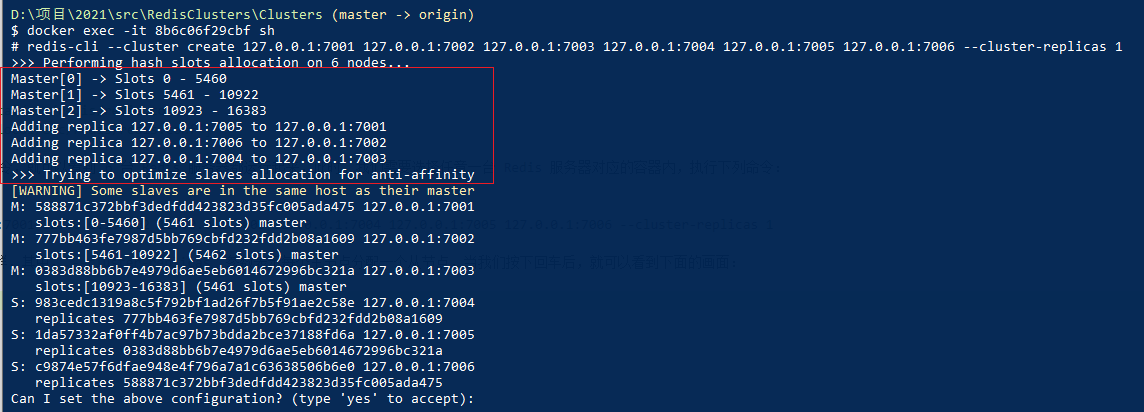 D:\项目\2021\src\RedisClusters\Clusters (master -> origin)
$ docker exec -it 8b6c06f29cbf sh
# redis-cli --cluster create 127.0.0.1:7001 127.0.0.1:7002 127.0.0.1:7003 127.0.0.1:7004 127.0.0.1:7005 127.0.0.1:7006 --cluster-replicas 1
>>> Performing hash slots allocation on 6 nodes...
Master[0] -> Slots 0 - 5460
Master[1] -> Slots 5461 - 10922
Master[2] -> Slots 10923 - 16383
Adding replica 127.0.0.1:7005 to 127.0.0.1:7001
Adding replica 127.0.0.1:7006 to 127.0.0.1:7002
Adding replica 127.0.0.1:7004 to 127.0.0.1:7003
>>> Trying to optimize slaves allocation for anti-affinity
[WARNING] Some slaves are in the same host as their master
M: 588871c372bbf3dedfdd423823d35fc005ada475 127.0.0.1:7001
slots:[0-5460] (5461 slots) master
M: 777bb463fe7987d5bb769cbfd232fdd2b08a1609 127.0.0.1:7002
slots:[5461-10922] (5462 slots) master
M: 0383d88bb6b7e4979d6ae5eb6014672996bc321a 127.0.0.1:7003
slots:[10923-16383] (5461 slots) master
S: 983cedc1319a8c5f792bf1ad26f7b5f91ae2c58e 127.0.0.1:7004
replicates 777bb463fe7987d5bb769cbfd232fdd2b08a1609
S: 1da57332af0ff4b7ac97b73bdda2bce37188fd6a 127.0.0.1:7005
replicates 0383d88bb6b7e4979d6ae5eb6014672996bc321a
S: c9874e57f6dfae948e4f796a7a1c63638506b6e0 127.0.0.1:7006
replicates 588871c372bbf3dedfdd423823d35fc005ada475
Can I set the above configuration? (type 'yes' to accept):